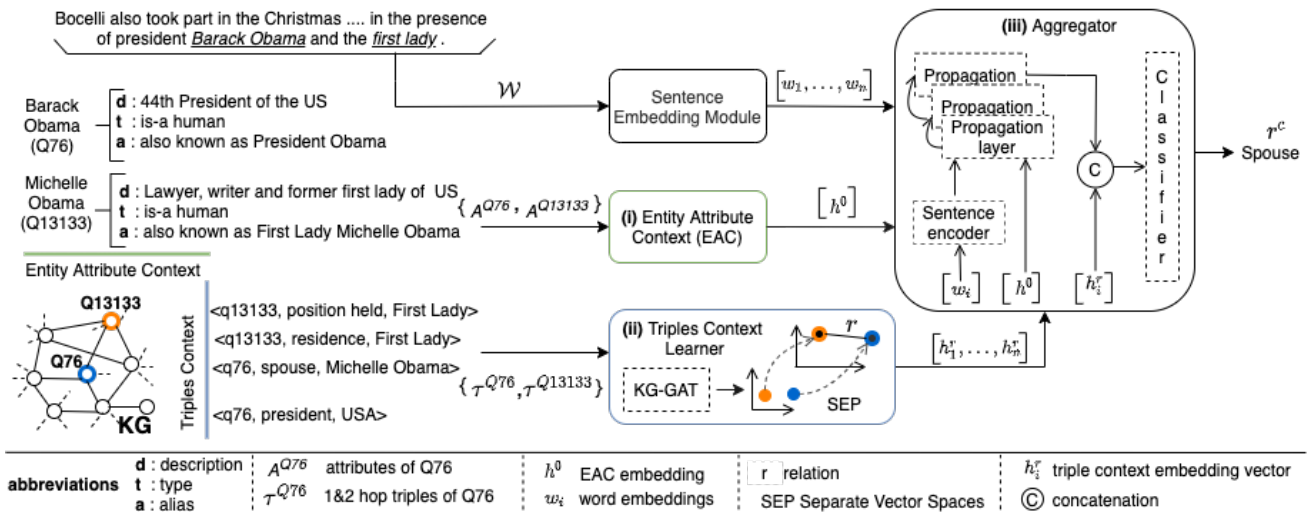 Bocelli also took part in the Christmas .... in the presence
of president Barack Obama and the first lady .
Barack
Obama
(Q76)
d : 44th President of the US
t : is-a human
a : also known as President Obama
Michelle
Obama
(Q13133)
d : Lawyer, writer and former first lady of US
t : is-a human
a : also known as First Lady Michelle Obama
Entity Attribute Context
Q13133
Q76
KG
Triples Context
<q13133, position held, First Lady>
<q13133, residence, First Lady>
<q76, spouse, Michelle Obama>
<q76, president, USA>
𝒲
{ A^{Q76}, A^{Q13133} }
{ τ^{Q76}, τ^{Q13133} }
Sentence
Embedding Module
(i) Entity Attribute
Context (EAC)
(ii) Triples Context
Learner
KG-GAT
r
SEP
[w_1, . . . , w_n]
[h^0]
[h_1^r, . . . , h_n^r]
(iii) Aggregator
Propagation
Propagation
Propagation
layer
Sentence
encoder
[w_i]
[h^0]
[h_i^r]
C
Classifier
r^c
Spouse
abbreviations
d : description
t : type
a : alias
A^{Q76} attributes of Q76
τ^{Q76} 1&2 hop triples of Q76
h^0 EAC embedding
w_i word embeddings
r relation
SEP Separate Vector Spaces
h_i^r triple context embedding vector
C concatenation